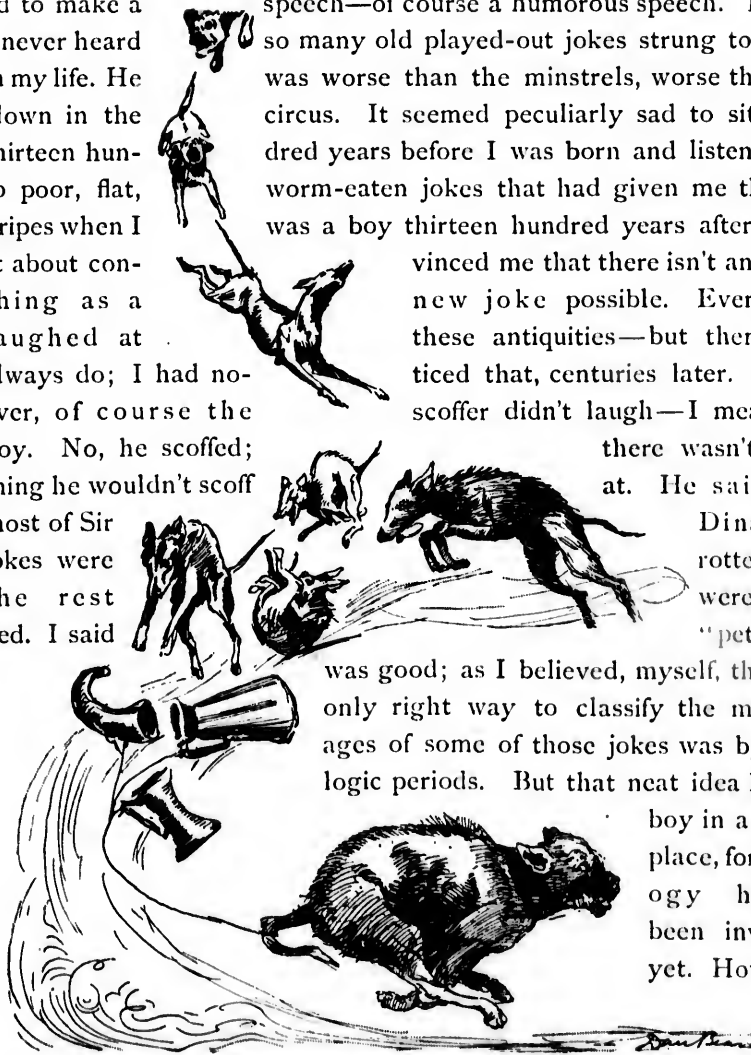 d to make a speech—of course a humorous speech.
never heard so many old played-out jokes strung to
n my life. He was worse than the minstrels, worse th
lown in the circus. It seemed peculiarly sad to sit
hirteen hun- dred years before I was born and listen
o poor, flat, worm-eaten jokes that had given me th
ripes when I was a boy thirteen hundred years after
t about con- vinced me that there isn't an
hing as a new joke possible. Ever
aughed at these antiquities—but ther
lways do; I had no- ticed that, centuries later.
ver, of course the scoffer didn't laugh—I mea
oy. No, he scoffed; there wasn't
hing he wouldn't scoff at. He sai
nost of Sir Dina
okes were rotte
he rest were
ed. I said "pet
was good; as I believed, myself, th
only right way to classify the m
ages of some of those jokes was b
logic periods. But that neat idea
boy in a
place, for
ogy h
been inv
yet. Ho
Dan Bear